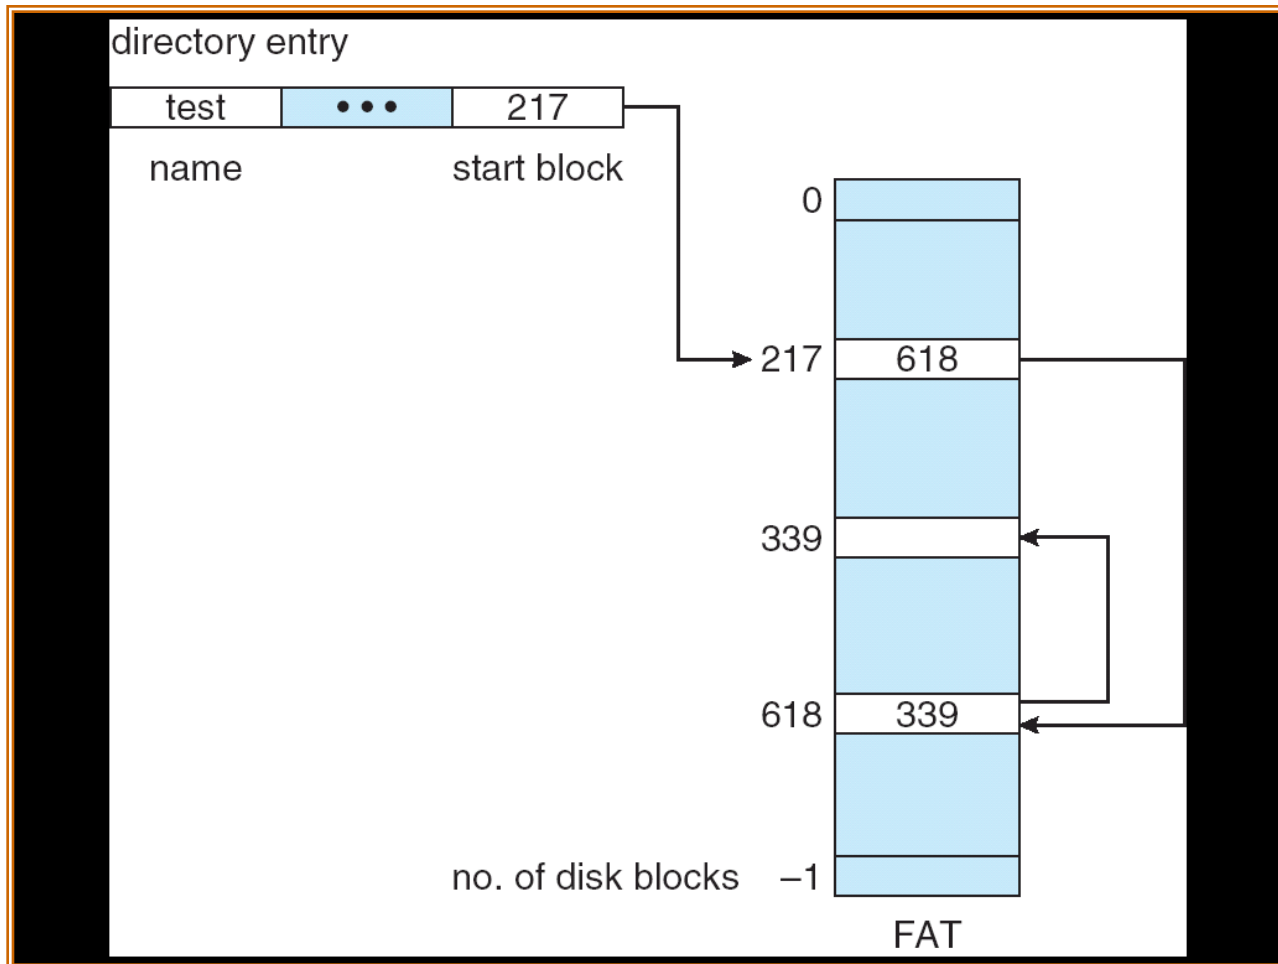 directory entry
test ••• 217
name start block
0
217 618
339
618 339
no. of disk blocks –1
FAT